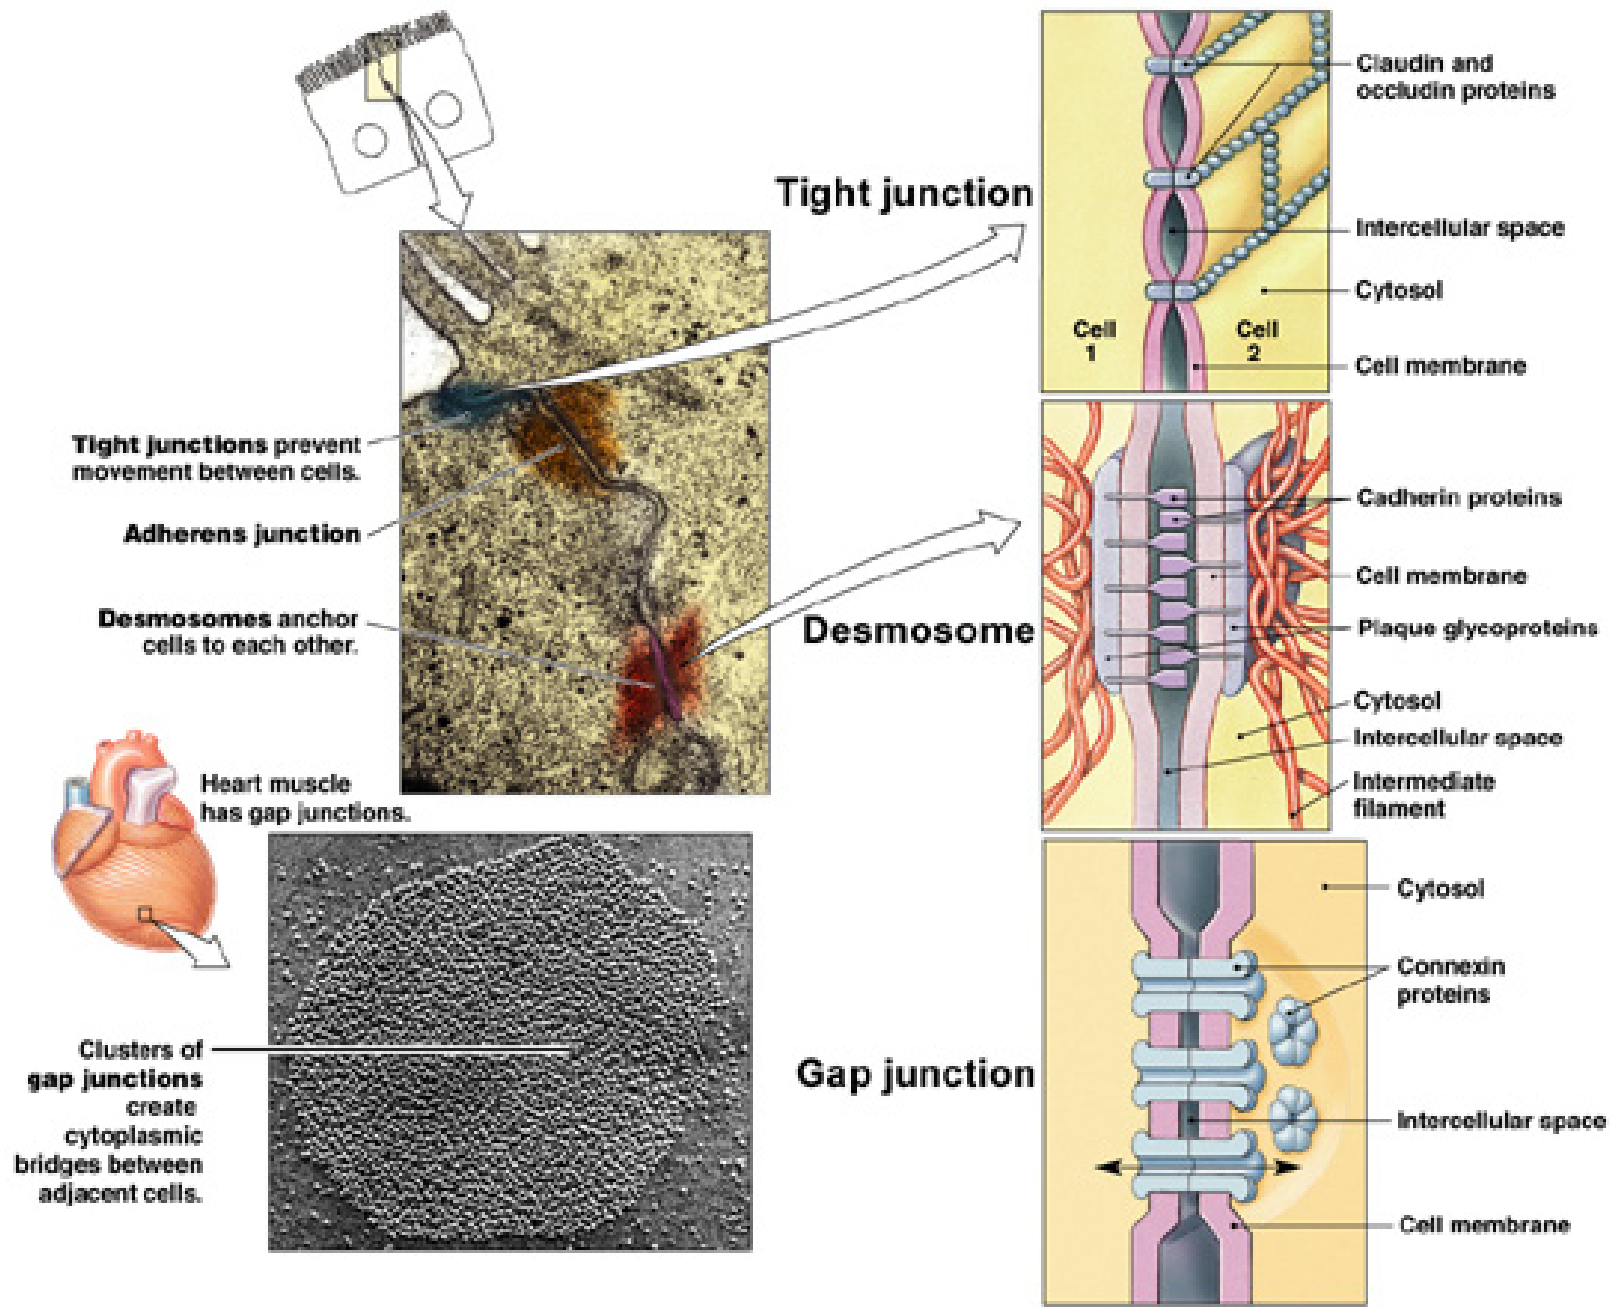 Tight junction
Claudin and
occludin proteins
Intercellular space
Cytosol
Cell membrane
Cell
1
Cell
2
Tight junctions prevent
movement between cells.
Adherens junction
Desmosomes anchor
cells to each other.
Desmosome
Cadherin proteins
Cell membrane
Plaque glycoproteins
Cytosol
Intercellular space
Intermediate
filament
Heart muscle
has gap junctions.
Clusters of
gap junctions
create
cytoplasmic
bridges between
adjacent cells.
Gap junction
Cytosol
Connexin
proteins
Intercellular space
Cell membrane